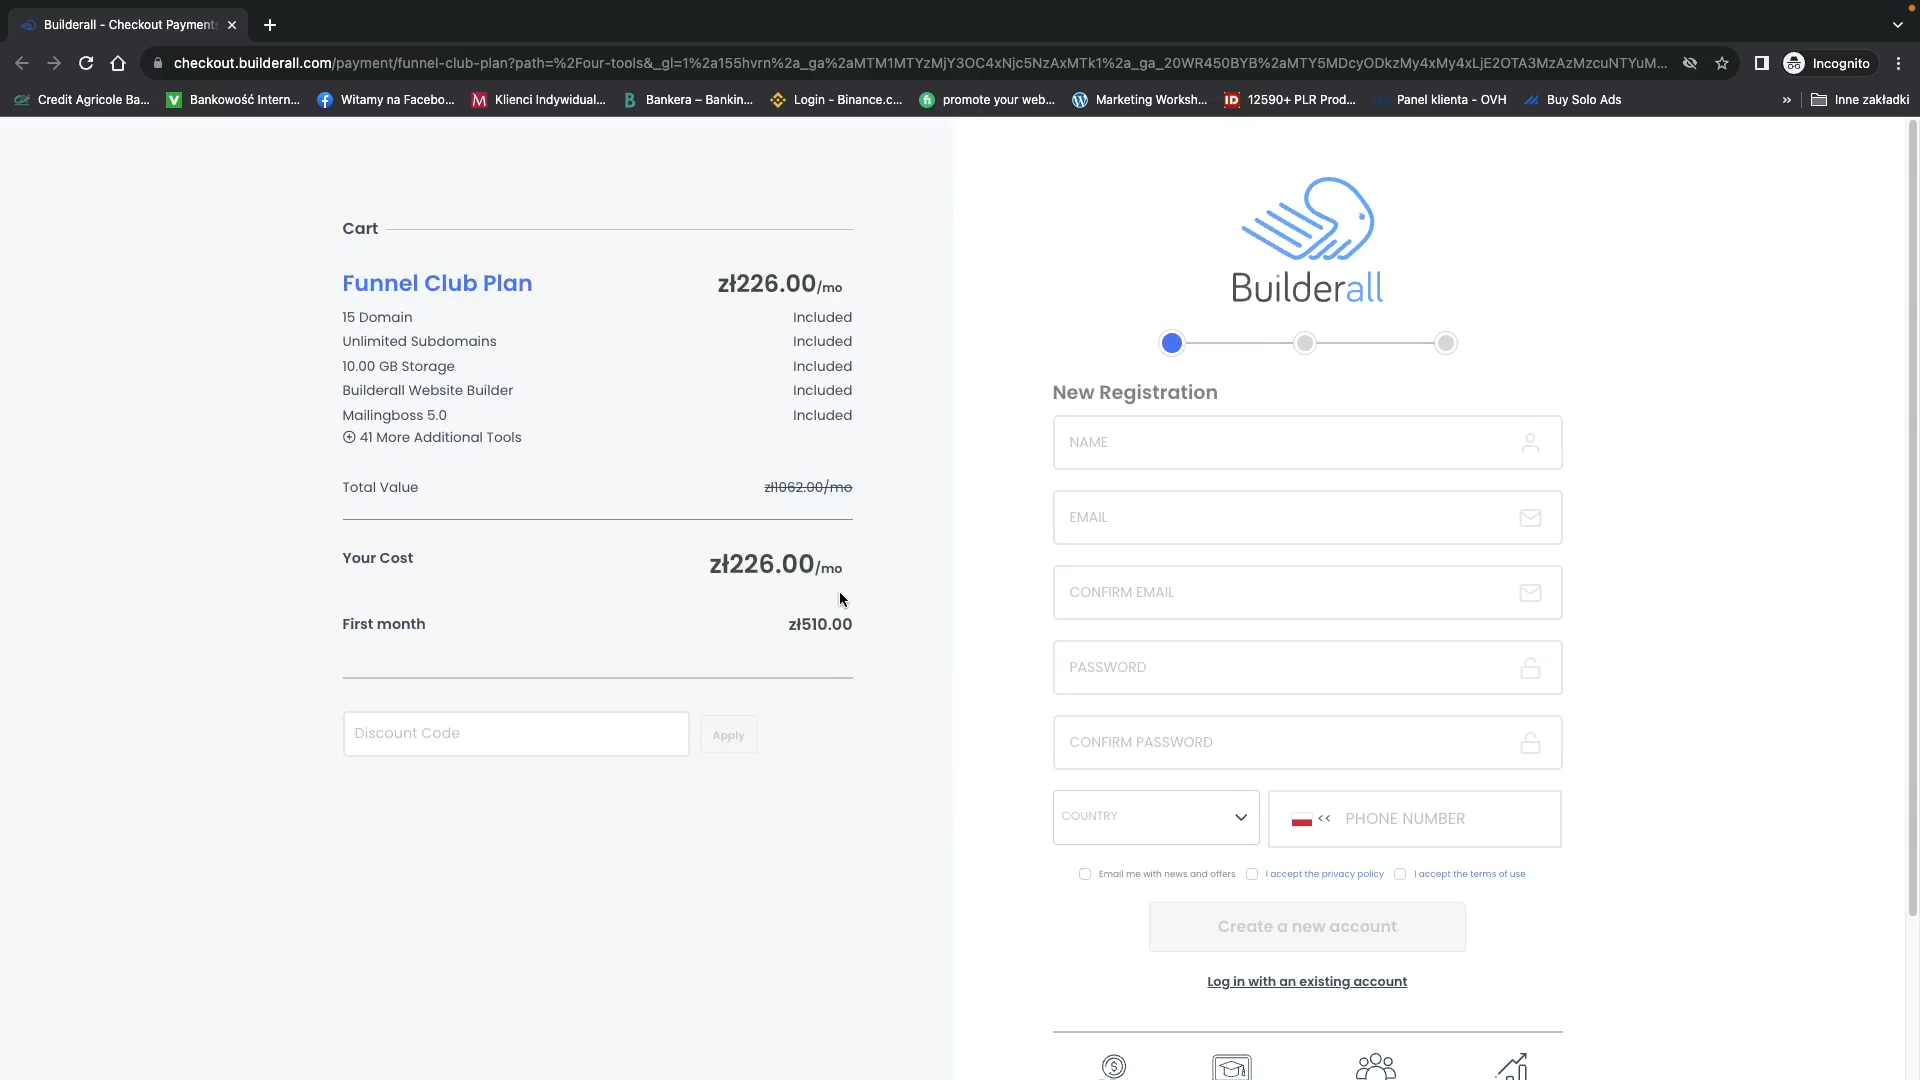 Builderall - Checkout Payment
checkout.builderall.com/payment/funnel-club-plan?path=%2Four-tools&_gl=1%2a155hvrn%2a_ga%2aMTM1MTYzMjY3OC4xNjc5NzAxMTk1%2a_ga_20WR450BYB%2aMTY5MDcyODkzMy4xMy4xLjE2OTA3MzAzMzcuNTYuM...
Incognito
Credit Agricole Ba...
Bankowość Intern...
Witamy na Facebo...
Klienci Indywidual...
Bankera – Bankin...
Login - Binance.c...
promote your web...
Marketing Worksh...
12590+ PLR Prod...
Panel klienta - OVH
Buy Solo Ads
»
Inne zakładki
Cart
Funnel Club Plan zł226.00/mo
15 Domain Included
Unlimited Subdomains Included
10.00 GB Storage Included
Builderall Website Builder Included
Mailingboss 5.0 Included
41 More Additional Tools
Total Value zł1062.00/mo
Your Cost zł226.00/mo
First month zł510.00
Discount Code Apply
Builderall
New Registration
NAME
EMAIL
CONFIRM EMAIL
PASSWORD
CONFIRM PASSWORD
COUNTRY << PHONE NUMBER
Email me with news and offers I accept the privacy policy I accept the terms of use
Create a new account
Log in with an existing account